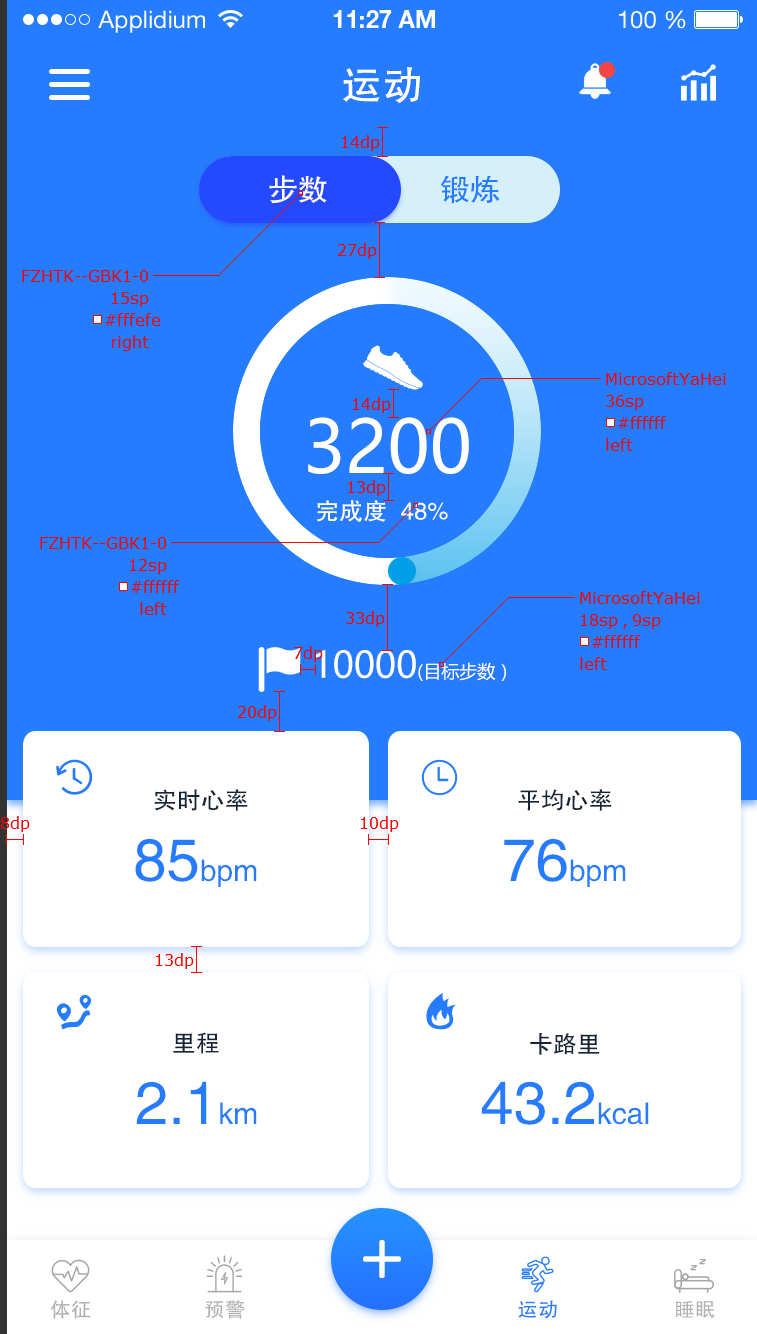 Applidium 11:27 AM 100 %
运动
14dp
步数 锻炼
27dp
FZHTK--GBK1-0
15sp
#fffefe
right
MicrosoftYaHei
36sp
#ffffff
left
14dp
3200
13dp
完成度 48%
FZHTK--GBK1-0
12sp
#ffffff
left
MicrosoftYaHei
18sp , 9sp
#ffffff
left
33dp
7dp
10000(目标步数 )
20dp
实时心率 平均心率
8dp 10dp
85bpm 76bpm
13dp
里程 卡路里
2.1km 43.2kcal
体征 预警 运动 睡眠